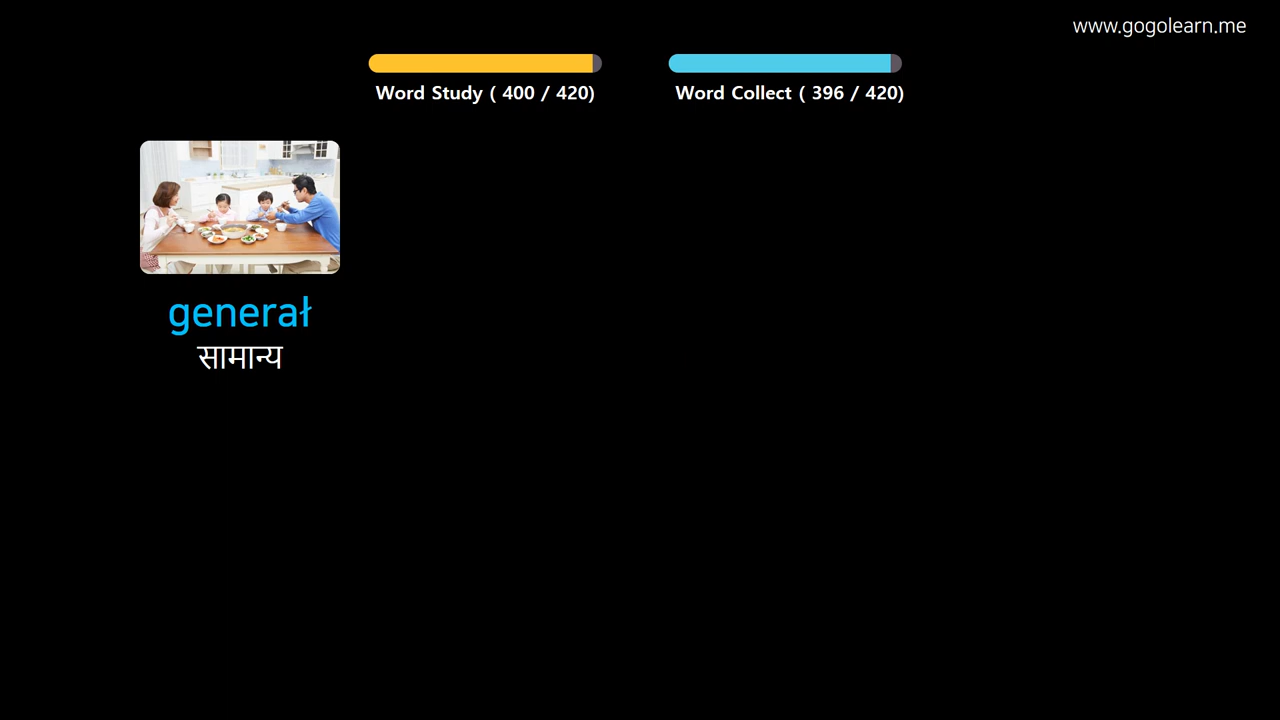 www.gogolearn.me
Word Study ( 400 / 420)
Word Collect ( 396 / 420)
generał
सामान्य